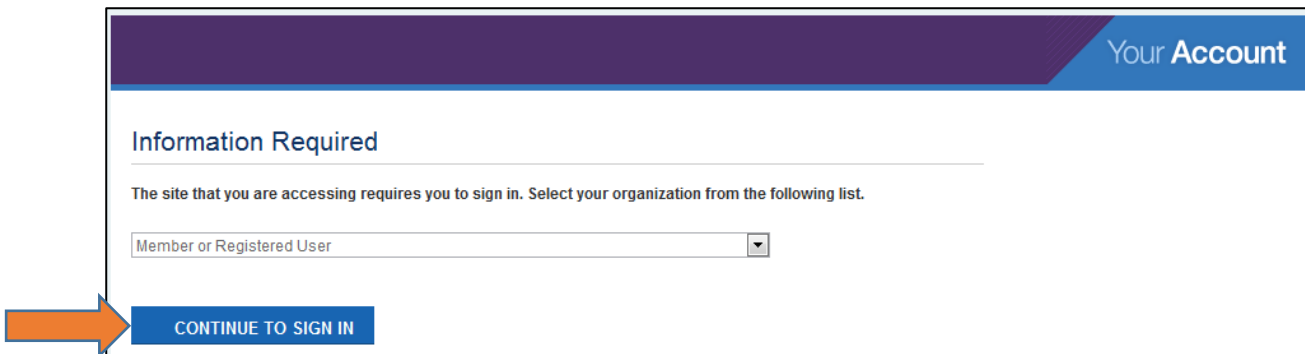 Your Account
Information Required
The site that you are accessing requires you to sign in. Select your organization from the following list.
Member or Registered User
CONTINUE TO SIGN IN